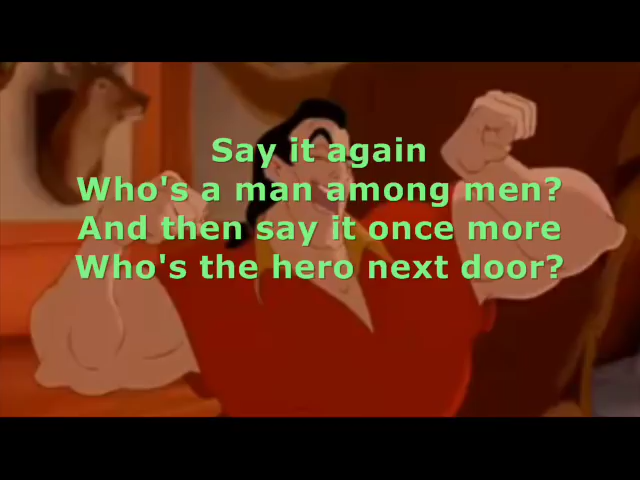 Say it again
Who's a man among men?
And then say it once more
Who's the hero next door?